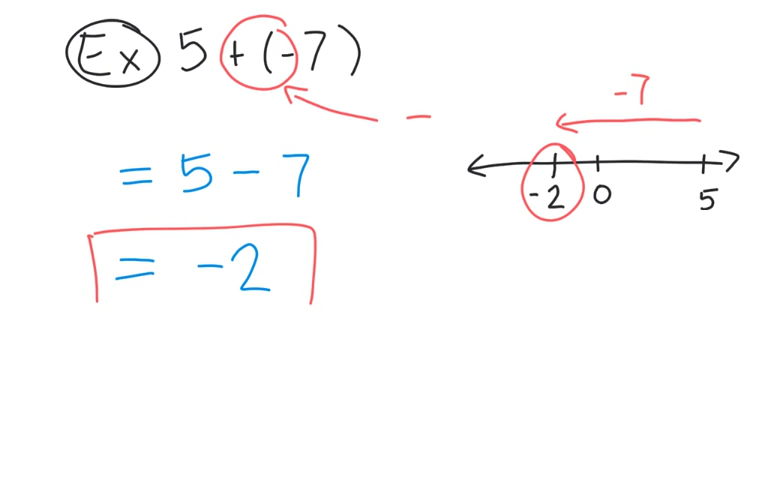 Ex 5 + (-7)
-
= 5 - 7
= -2
-7
-2 0 5